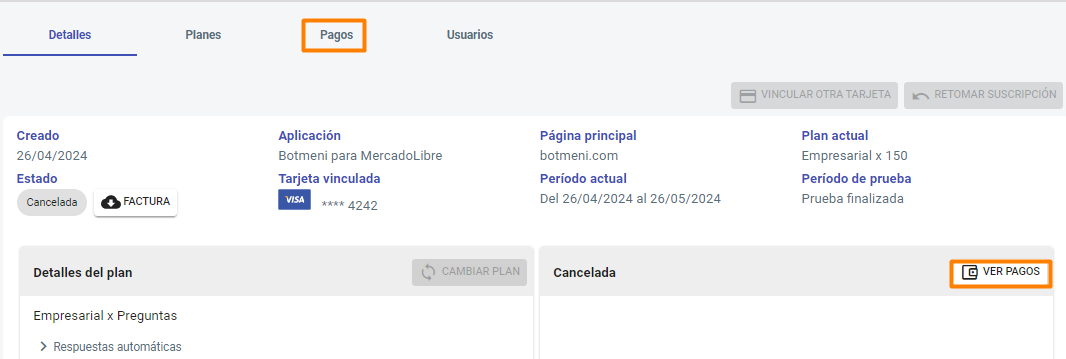 Detalles Planes Pagos Usuarios
VINCULAR OTRA TARJETA RETOMAR SUSCRIPCIÓN
Creado Aplicación Página principal Plan actual
26/04/2024 Botmeni para MercadoLibre botmeni.com Empresarial x 150
Estado Tarjeta vinculada Período actual Período de prueba
Cancelada FACTURA VISA **** 4242 Del 26/04/2024 al 26/05/2024 Prueba finalizada
Detalles del plan CAMBIAR PLAN Cancelada VER PAGOS
Empresarial x Preguntas
Respuestas automáticas